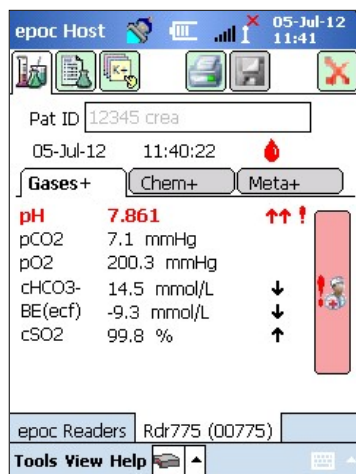 epoc Host 05-Jul-12
11:41
K+
Pat ID 12345 crea
05-Jul-12 11:40:22
Gases+ Chem+ Meta+
pH 7.861 ↑↑ !
pCO2 7.1 mmHg
pO2 200.3 mmHg
cHCO3- 14.5 mmol/L ↓
BE(ecf) -9.3 mmol/L ↓
cSO2 99.8 % ↑
epoc Readers Rdr775 (00775)
Tools View Help